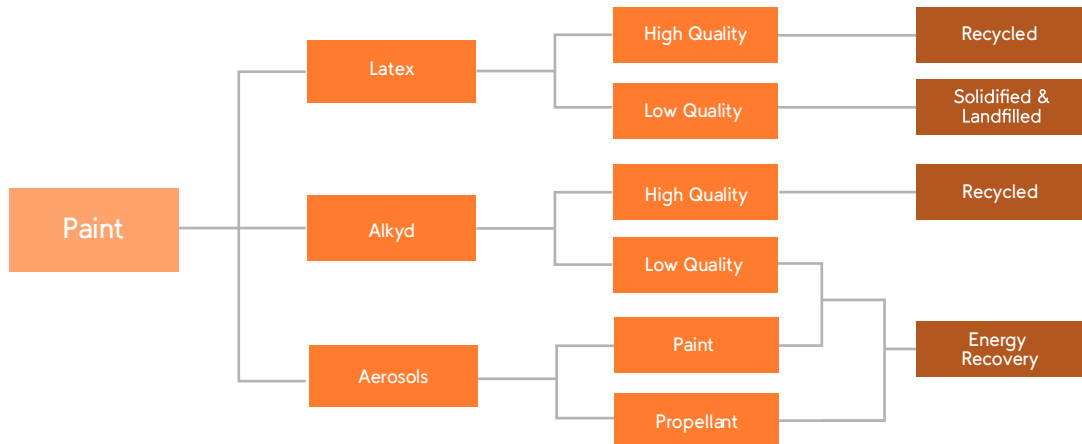 Paint
Latex
High Quality
Recycled
Low Quality
Solidified &
Landfilled
Alkyd
High Quality
Recycled
Low Quality
Aerosols
Paint
Propellant
Energy
Recovery